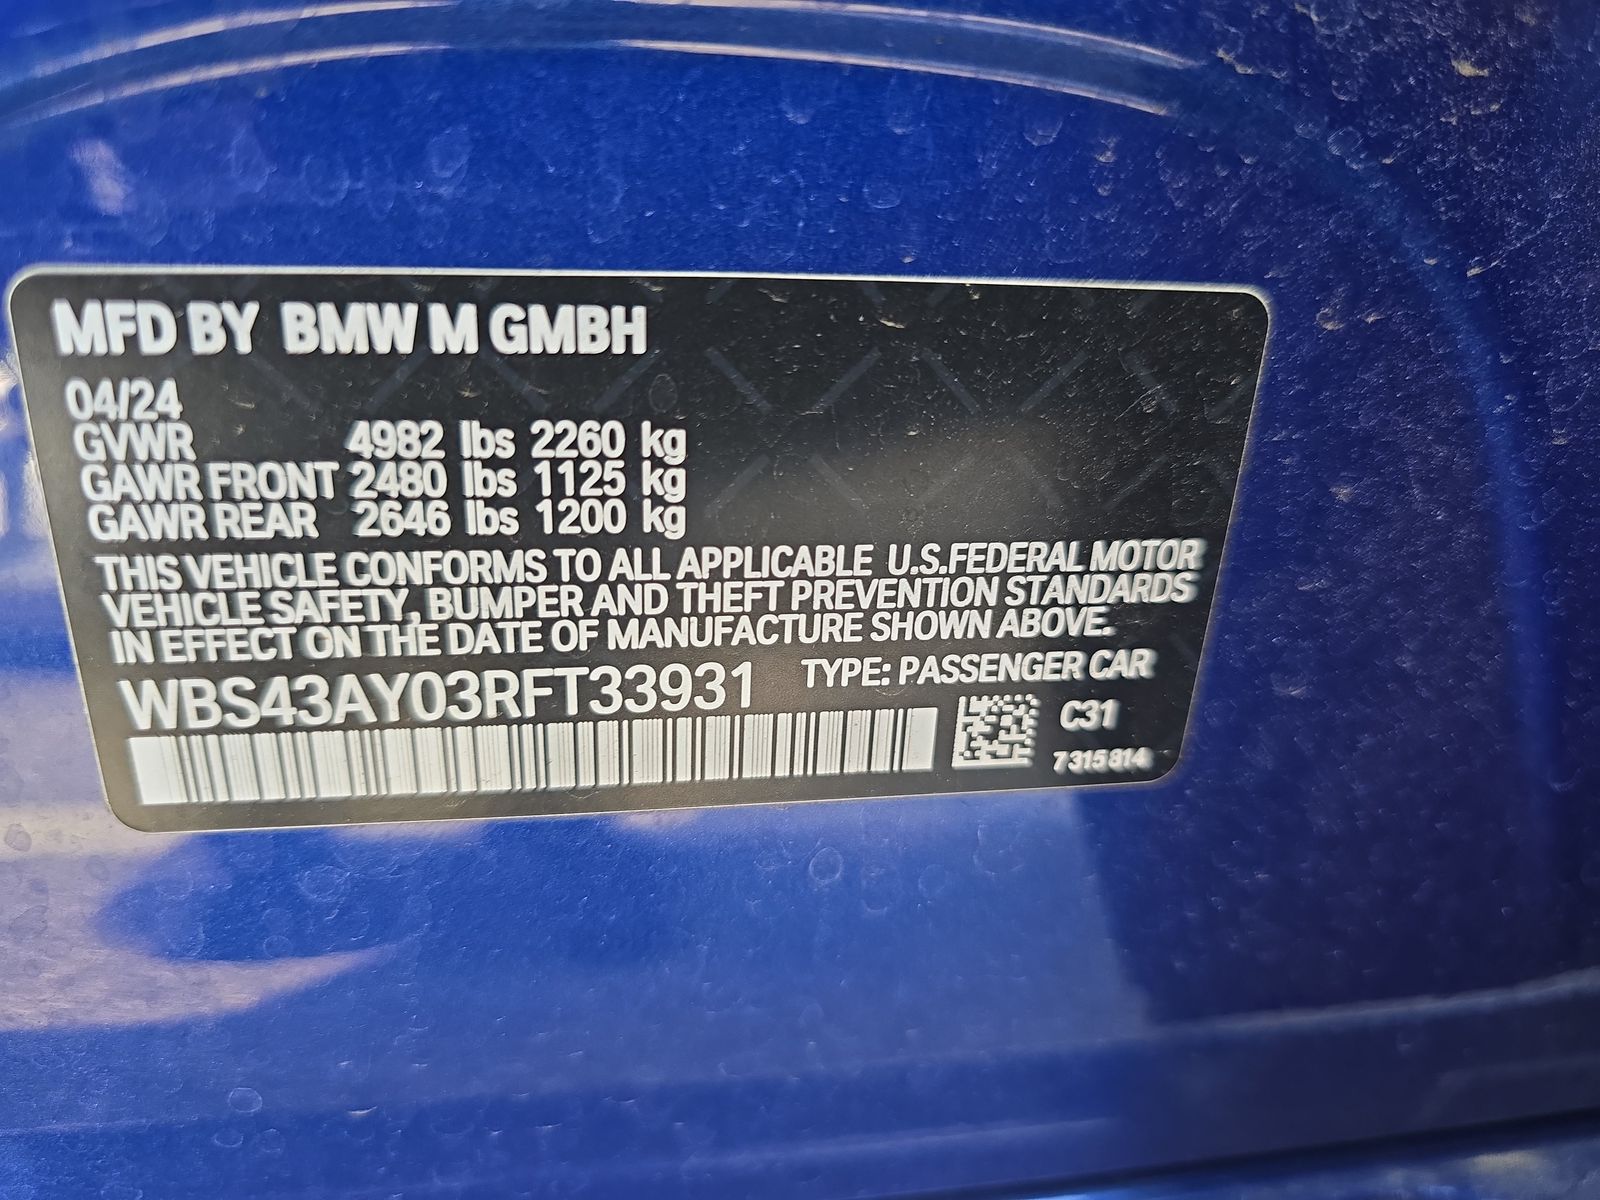 MFD BY BMW M GMBH
04/24
GVWR 4982 lbs 2260 kg
GAWR FRONT 2480 lbs 1125 kg
GAWR REAR 2646 lbs 1200 kg
THIS VEHICLE CONFORMS TO ALL APPLICABLE U.S.FEDERAL MOTOR
VEHICLE SAFETY, BUMPER AND THEFT PREVENTION STANDARDS
IN EFFECT ON THE DATE OF MANUFACTURE SHOWN ABOVE.
WBS43AY03RFT33931 TYPE: PASSENGER CAR
C31
7315814